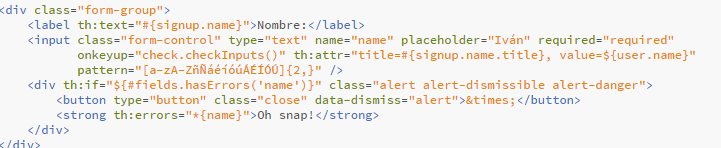 <div class="form-group">
<label th:text="#{signup.name}">Nombre:</label>
<input class="form-control" type="text" name="name" placeholder="Iván" required="required"
onkeyup="check.checkInputs()" th:attr="title=#{signup.name.title}, value=${user.name}"
pattern="[a-zA-ZñÑáéíóúÁÉÍÓÚ]{2,}" />
<div th:if="${#fields.hasErrors('name')}" class="alert alert-dismissible alert-danger">
<button type="button" class="close" data-dismiss="alert">&times;</button>
<strong th:errors="*{name}">Oh snap!</strong>
</div>
</div>